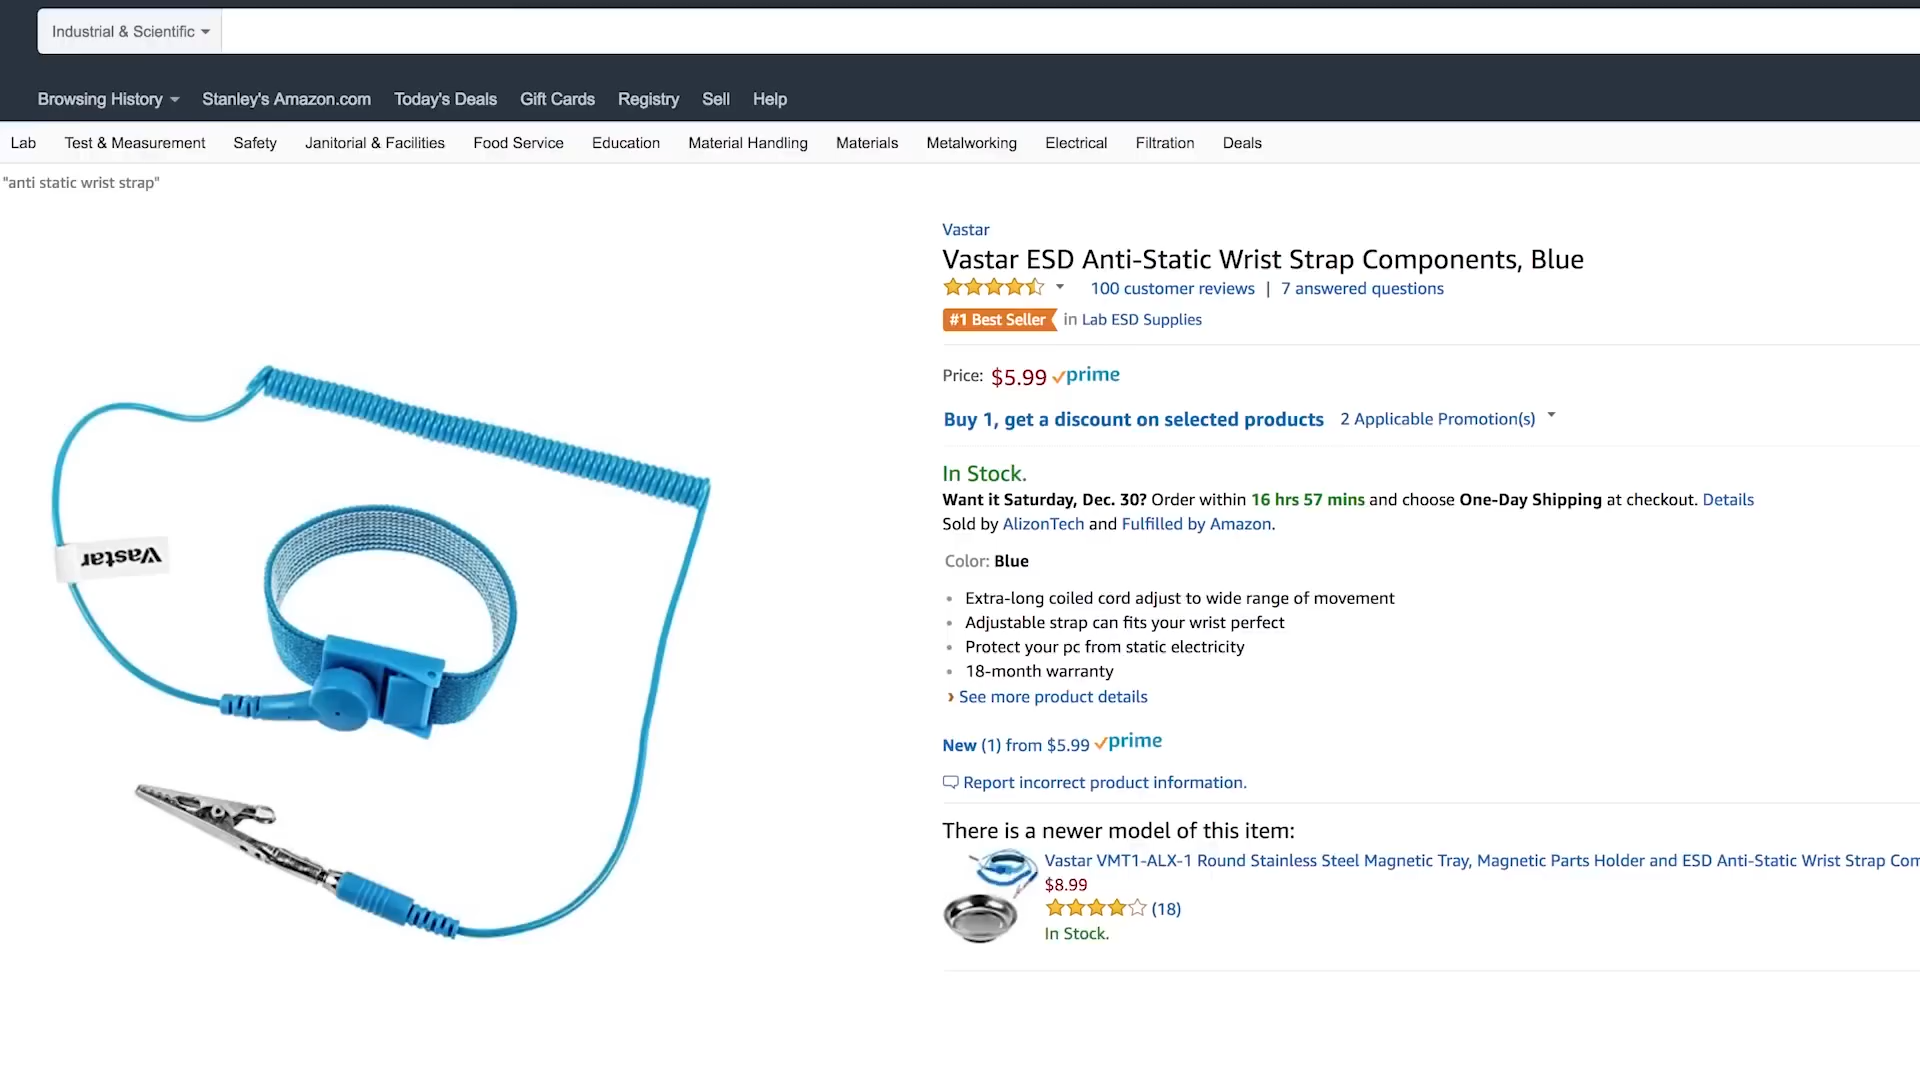 Industrial & Scientific
Browsing History Stanley's Amazon.com Today's Deals Gift Cards Registry Sell Help
Lab Test & Measurement Safety Janitorial & Facilities Food Service Education Material Handling Materials Metalworking Electrical Filtration Deals
"anti static wrist strap"
Vastar
Vastar ESD Anti-Static Wrist Strap Components, Blue
100 customer reviews | 7 answered questions
#1 Best Seller in Lab ESD Supplies
Price: $5.99 prime
Buy 1, get a discount on selected products 2 Applicable Promotion(s)
In Stock.
Want it Saturday, Dec. 30? Order within 16 hrs 57 mins and choose One-Day Shipping at checkout. Details
Sold by AlizonTech and Fulfilled by Amazon.
Vastar
Color: Blue
• Extra-long coiled cord adjust to wide range of movement
• Adjustable strap can fits your wrist perfect
• Protect your pc from static electricity
• 18-month warranty
› See more product details
New (1) from $5.99 prime
Report incorrect product information.
There is a newer model of this item:
Vastar VMT1-ALX-1 Round Stainless Steel Magnetic Tray, Magnetic Parts Holder and ESD Anti-Static Wrist Strap Com
$8.99
(18)
In Stock.